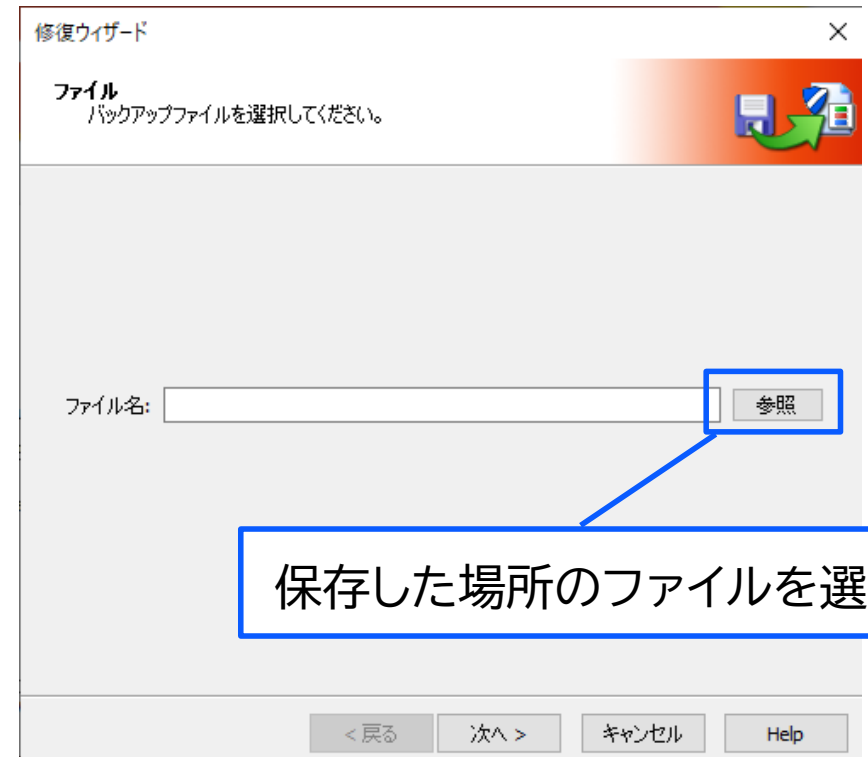 修復ウィザード
ファイル
バックアップファイルを選択してください。
ファイル名:
参照
保存した場所のファイルを選
< 戻る
次へ >
キャンセル
Help